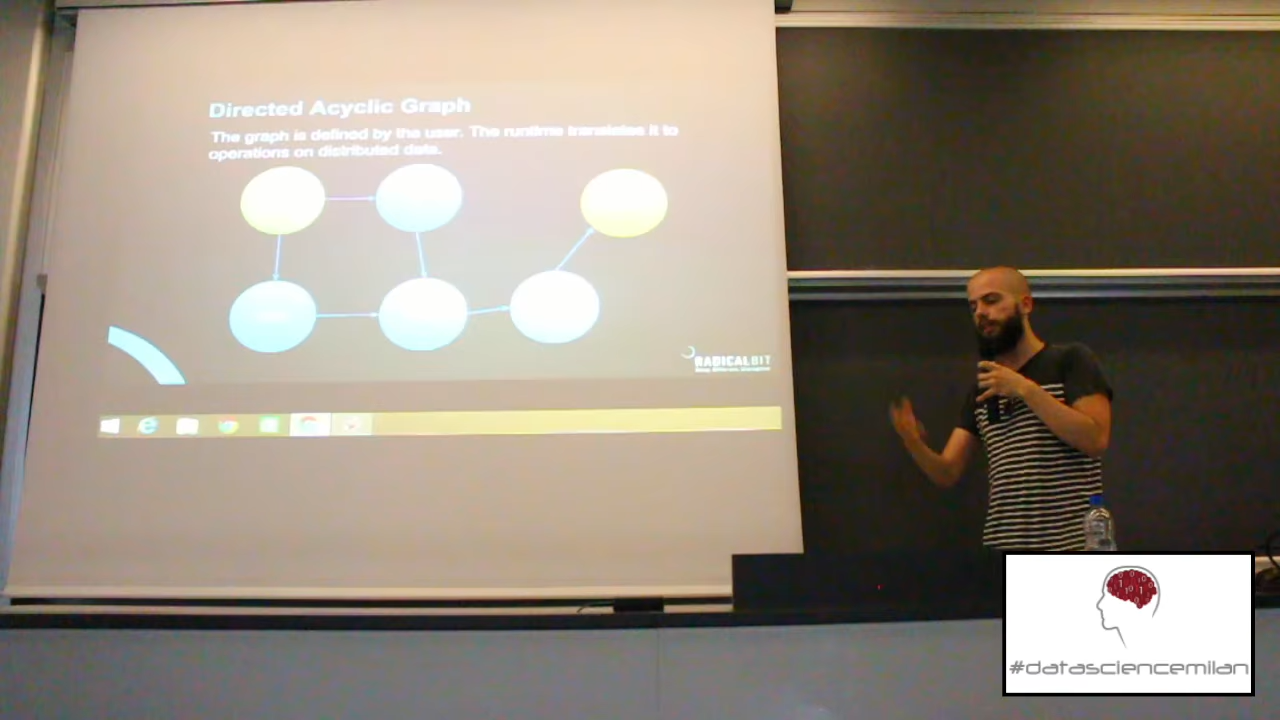 Directed Acyclic Graph
The graph is defined by the user. The runtime translates it to
operations on distributed data.
RADICALBIT
#datasciencemilan